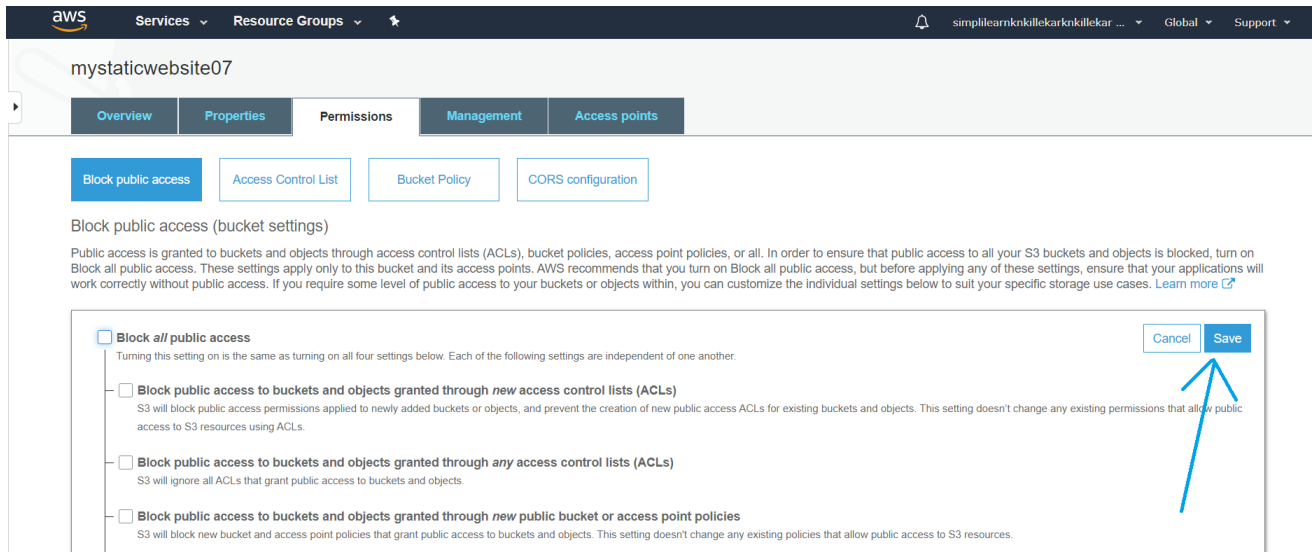 aws Services Resource Groups simplilearnknkillekarknkillekar ... Global Support
mystaticwebsite07
Overview Properties Permissions Management Access points
Block public access Access Control List Bucket Policy CORS configuration
Block public access (bucket settings)
Public access is granted to buckets and objects through access control lists (ACLs), bucket policies, access point policies, or all. In order to ensure that public access to all your S3 buckets and objects is blocked, turn on
Block all public access. These settings apply only to this bucket and its access points. AWS recommends that you turn on Block all public access, but before applying any of these settings, ensure that your applications will
work correctly without public access. If you require some level of public access to your buckets or objects within, you can customize the individual settings below to suit your specific storage use cases. Learn more
Block all public access Cancel Save
Turning this setting on is the same as turning on all four settings below. Each of the following settings are independent of one another.
Block public access to buckets and objects granted through new access control lists (ACLs)
S3 will block public access permissions applied to newly added buckets or objects, and prevent the creation of new public access ACLs for existing buckets and objects. This setting doesn't change any existing permissions that allow public
access to S3 resources using ACLs.
Block public access to buckets and objects granted through any access control lists (ACLs)
S3 will ignore all ACLs that grant public access to buckets and objects.
Block public access to buckets and objects granted through new public bucket or access point policies
S3 will block new bucket and access point policies that grant public access to buckets and objects. This setting doesn't change any existing policies that allow public access to S3 resources.